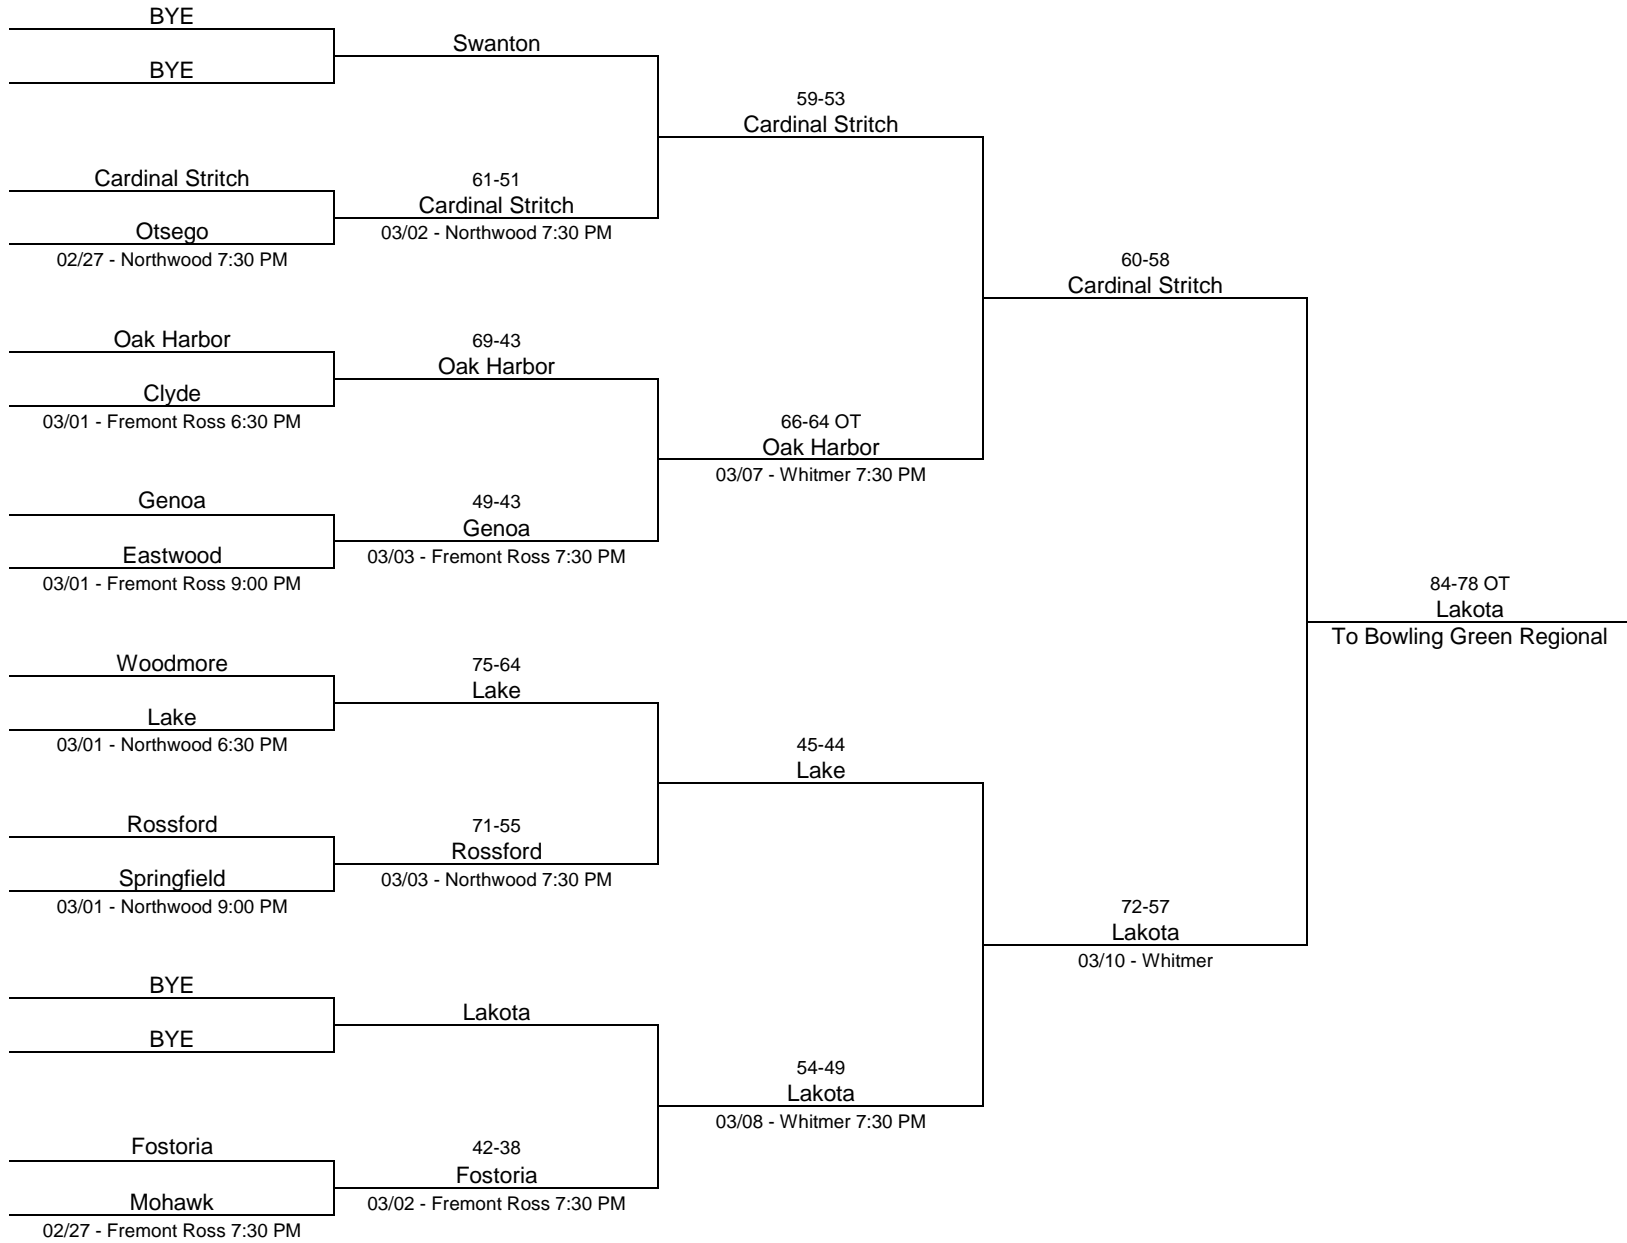 BYE
BYE
Swanton
Cardinal Stritch
Otsego
02/27 - Northwood 7:30 PM
61-51
Cardinal Stritch
03/02 - Northwood 7:30 PM
59-53
Cardinal Stritch
Oak Harbor
Clyde
03/01 - Fremont Ross 6:30 PM
69-43
Oak Harbor
Genoa
Eastwood
03/01 - Fremont Ross 9:00 PM
49-43
Genoa
03/03 - Fremont Ross 7:30 PM
66-64 OT
Oak Harbor
03/07 - Whitmer 7:30 PM
60-58
Cardinal Stritch
Woodmore
Lake
03/01 - Northwood 6:30 PM
75-64
Lake
Rossford
Springfield
03/01 - Northwood 9:00 PM
71-55
Rossford
03/03 - Northwood 7:30 PM
45-44
Lake
BYE
BYE
Lakota
Fostoria
Mohawk
02/27 - Fremont Ross 7:30 PM
42-38
Fostoria
03/02 - Fremont Ross 7:30 PM
54-49
Lakota
03/08 - Whitmer 7:30 PM
72-57
Lakota
03/10 - Whitmer
84-78 OT
Lakota
To Bowling Green Regional